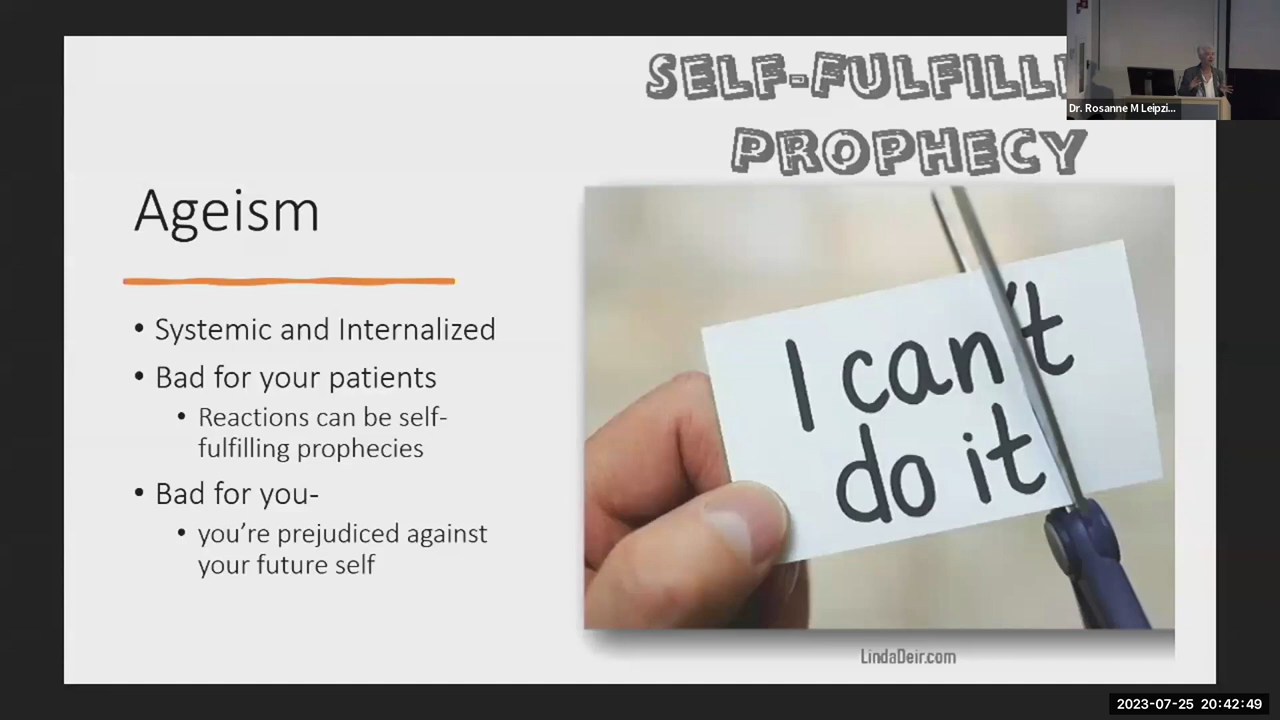 SELF-FULFILLI
PROPHECY
Dr. Rosanne M Leipzi...
Ageism
• Systemic and Internalized
• Bad for your patients
• Reactions can be self-
fulfilling prophecies
• Bad for you-
• you're prejudiced against
your future self
I can't
do it
LindaDeir.com
2023-07-25 20:42:49